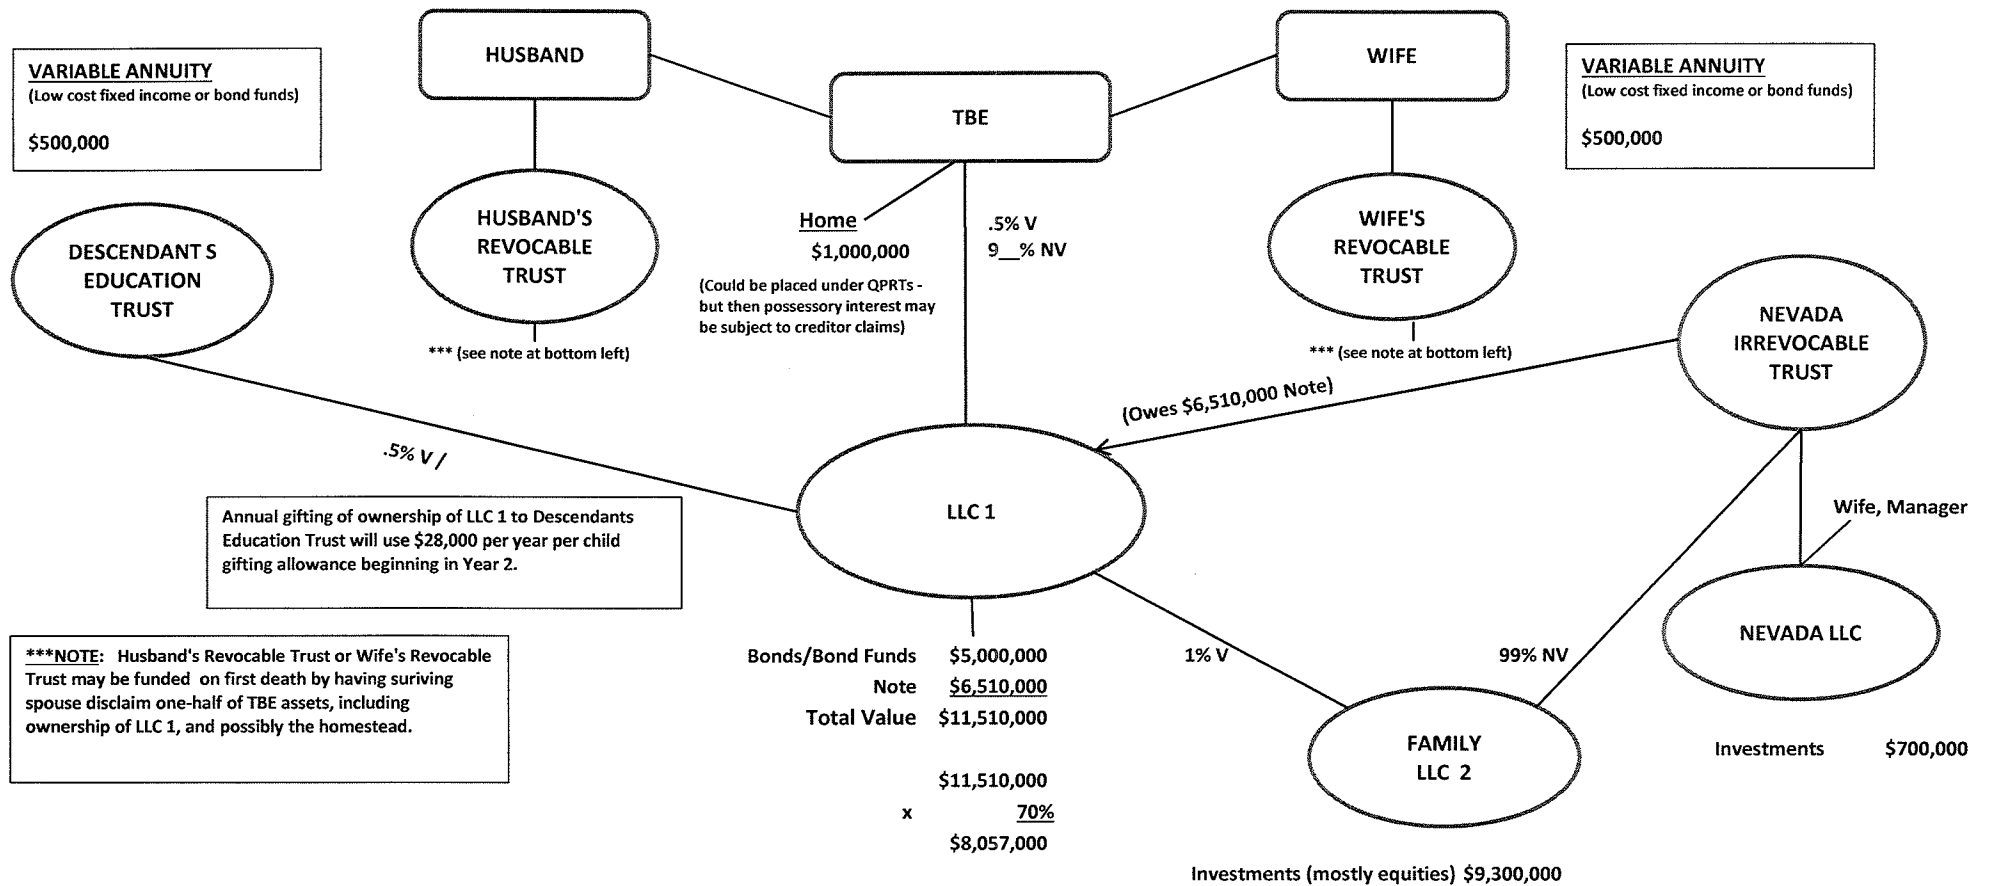 HUSBAND
WIFE
TBE
VARIABLE ANNUITY
(Low cost fixed income or bond funds)
$500,000
VARIABLE ANNUITY
(Low cost fixed income or bond funds)
$500,000
DESCENDANT S
EDUCATION
TRUST
HUSBAND'S
REVOCABLE
TRUST
*** (see note at bottom left)
Home
$1,000,000
(Could be placed under QPRTs -
but then possessory interest may
be subject to creditor claims)
.5% V
9__% NV
WIFE'S
REVOCABLE
TRUST
*** (see note at bottom left)
NEVADA
IRREVOCABLE
TRUST
(Owes $6,510,000 Note)
.5% V /
LLC 1
Annual gifting of ownership of LLC 1 to Descendants
Education Trust will use $28,000 per year per child
gifting allowance beginning in Year 2.
Wife, Manager
NEVADA LLC
***NOTE: Husband's Revocable Trust or Wife's Revocable
Trust may be funded on first death by having suriving
spouse disclaim one-half of TBE assets, including
ownership of LLC 1, and possibly the homestead.
Bonds/Bond Funds $5,000,000
Note $6,510,000
Total Value $11,510,000
$11,510,000
x 70%
$8,057,000
1% V
99% NV
FAMILY
LLC 2
Investments $700,000
Investments (mostly equities) $9,300,000